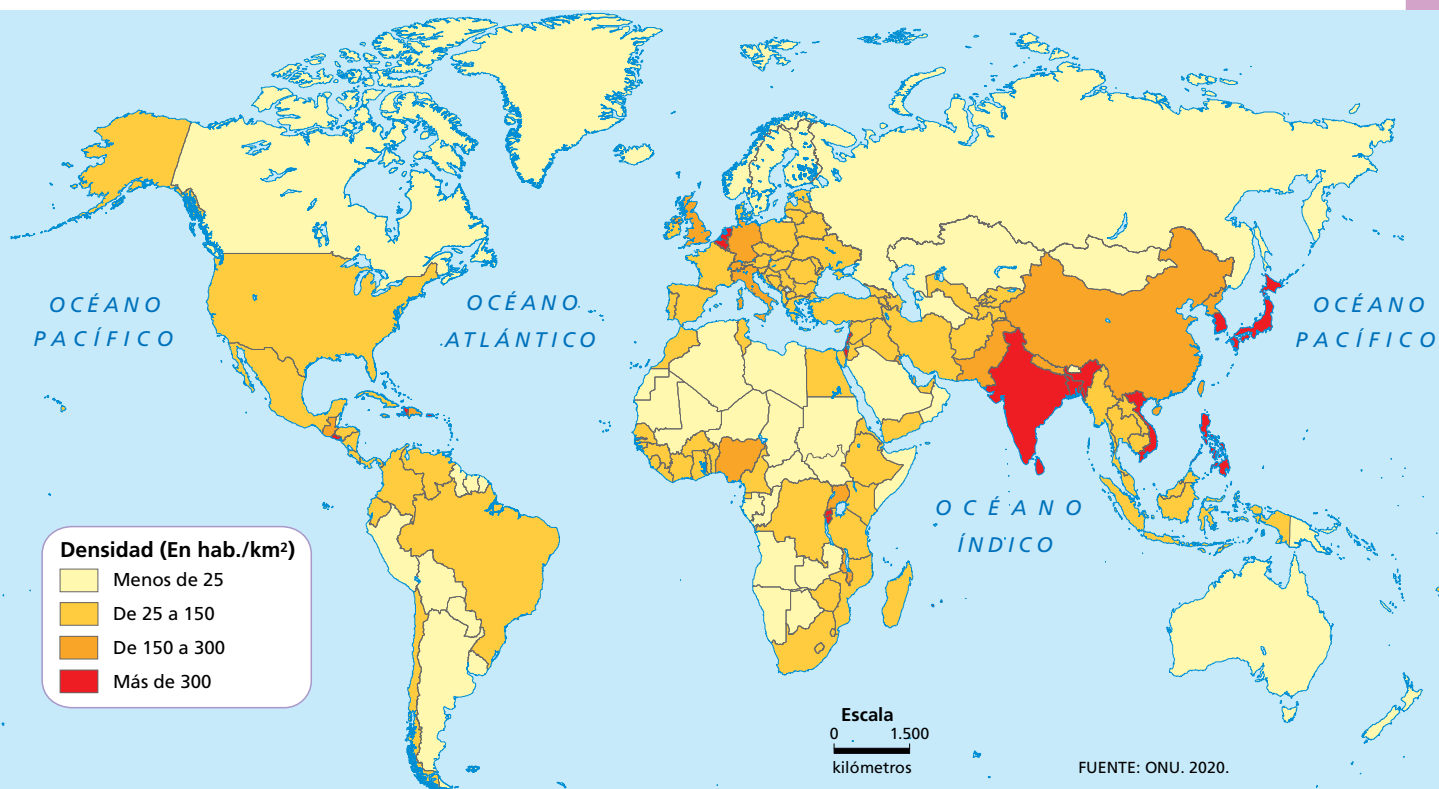 OCÉANO
PACÍFICO
OCÉANO
ATLÁNTICO
OCÉANO
PACÍFICO
OCÉANO
ÍNDICO
Densidad (En hab./km²)
Menos de 25
De 25 a 150
De 150 a 300
Más de 300
Escala
0 1.500
kilómetros
FUENTE: ONU. 2020.